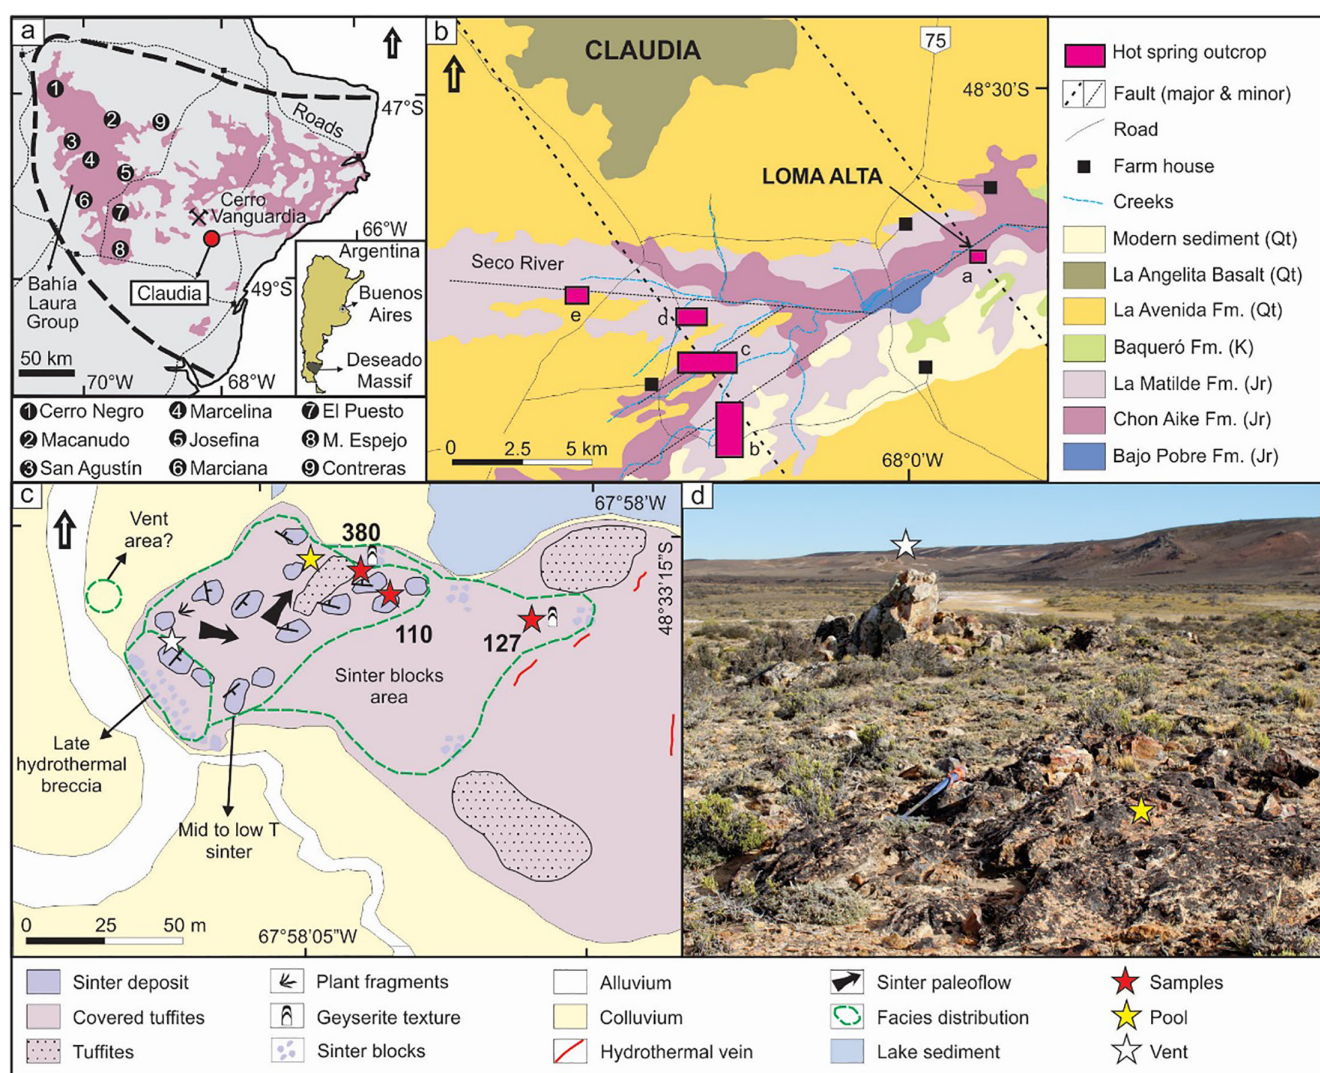 a
47°S
Roads
1
2
9
3
4
5
6
7
8
Cerro
Vanguardia
66°W
Argentina
Bahía
Laura
Group
Claudia
49°S
Buenos
Aires
Deseado
Massif
50 km
70°W
68°W
1 Cerro Negro
4 Marcelina
7 El Puesto
2 Macanudo
5 Josefina
8 M. Espejo
3 San Agustín
6 Marciana
9 Contreras
b
CLAUDIA
75
48°30'S
LOMA ALTA
Seco River
a
e
d
c
b
0 2.5 5 km
68°0'W
Hot spring outcrop
Fault (major & minor)
Road
Farm house
Creeks
Modern sediment (Qt)
La Angelita Basalt (Qt)
La Avenida Fm. (Qt)
Baqueró Fm. (K)
La Matilde Fm. (Jr)
Chon Aike Fm. (Jr)
Bajo Pobre Fm. (Jr)
c
67°58'W
Vent
area?
380
48°33'15"S
110
127
Sinter blocks
area
Late
hydrothermal
breccia
Mid to low T
sinter
0 25 50 m
67°58'05"W
d
Sinter deposit
Plant fragments
Alluvium
Sinter paleoflow
Samples
Covered tuffites
Geyserite texture
Colluvium
Facies distribution
Pool
Tuffites
Sinter blocks
Hydrothermal vein
Lake sediment
Vent